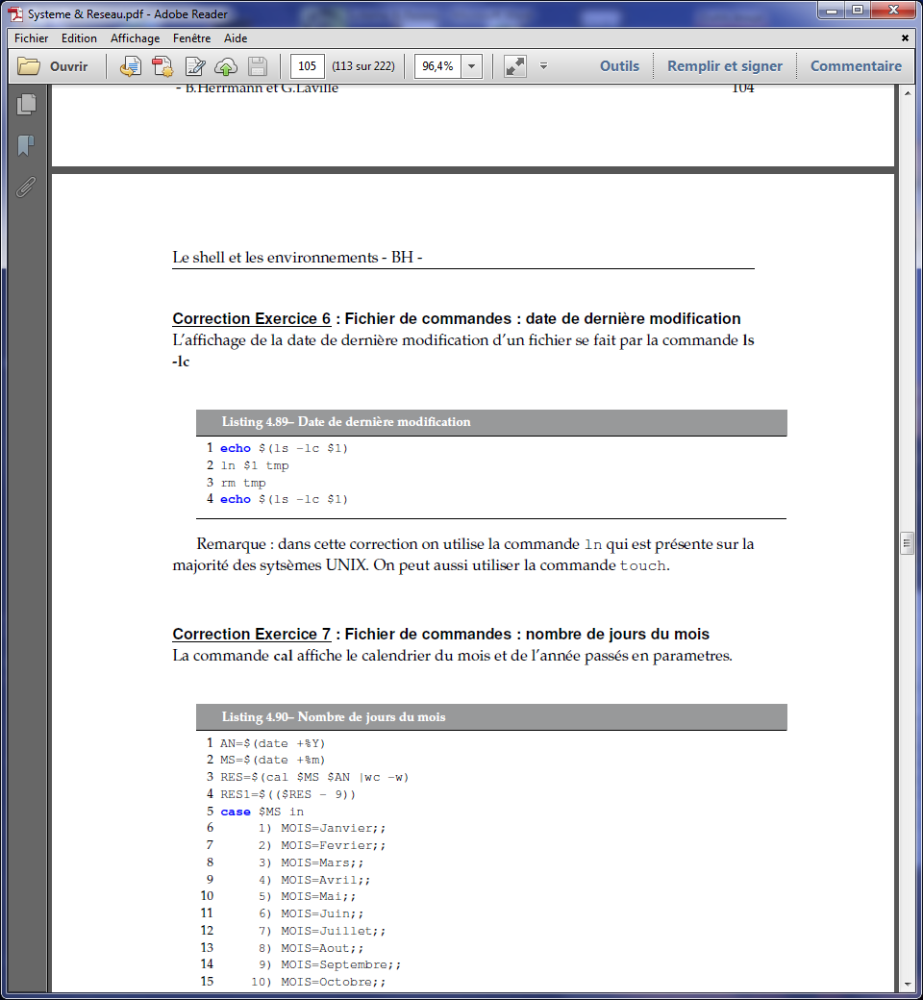 Systeme & Reseau.pdf - Adobe Reader
Fichier Edition Affichage Fenêtre Aide
Ouvrir 105 (113 sur 222) 96,4% Outils Remplir et signer Commentaire
- B.Herrmann et G.Laville 104
Le shell et les environnements - BH -
Correction Exercice 6 : Fichier de commandes : date de dernière modification
L'affichage de la date de dernière modification d'un fichier se fait par la commande ls
-lc
Listing 4.89– Date de dernière modification
1 echo $(ls -lc $1)
2 ln $1 tmp
3 rm tmp
4 echo $(ls -lc $1)
Remarque : dans cette correction on utilise la commande ln qui est présente sur la
majorité des sytsèmes UNIX. On peut aussi utiliser la commande touch.
Correction Exercice 7 : Fichier de commandes : nombre de jours du mois
La commande cal affiche le calendrier du mois et de l'année passés en parametres.
Listing 4.90– Nombre de jours du mois
1 AN=$(date +%Y)
2 MS=$(date +%m)
3 RES=$(cal $MS $AN |wc -w)
4 RES1=$(($RES - 9))
5 case $MS in
6 1) MOIS=Janvier;;
7 2) MOIS=Fevrier;;
8 3) MOIS=Mars;;
9 4) MOIS=Avril;;
10 5) MOIS=Mai;;
11 6) MOIS=Juin;;
12 7) MOIS=Juillet;;
13 8) MOIS=Aout;;
14 9) MOIS=Septembre;;
15 10) MOIS=Octobre;;